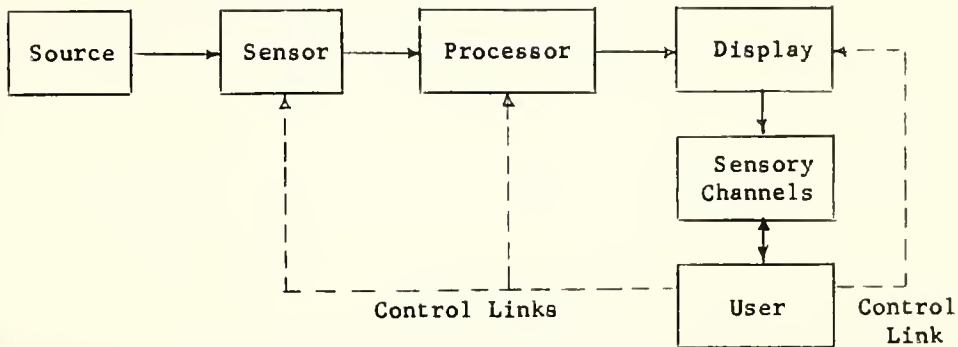 Source
Sensor
Processor
Display
Sensory
Channels
Control Links
User
Control
Link